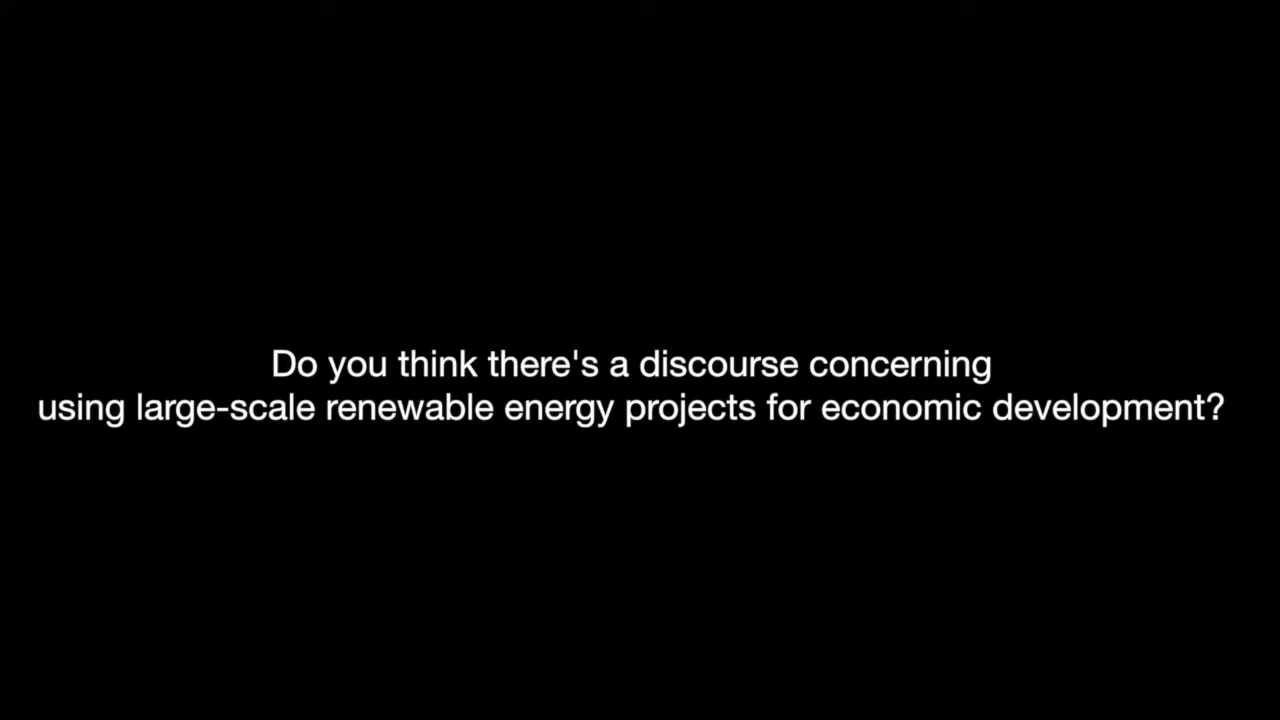 Do you think there's a discourse concerning
using large-scale renewable energy projects for economic development?